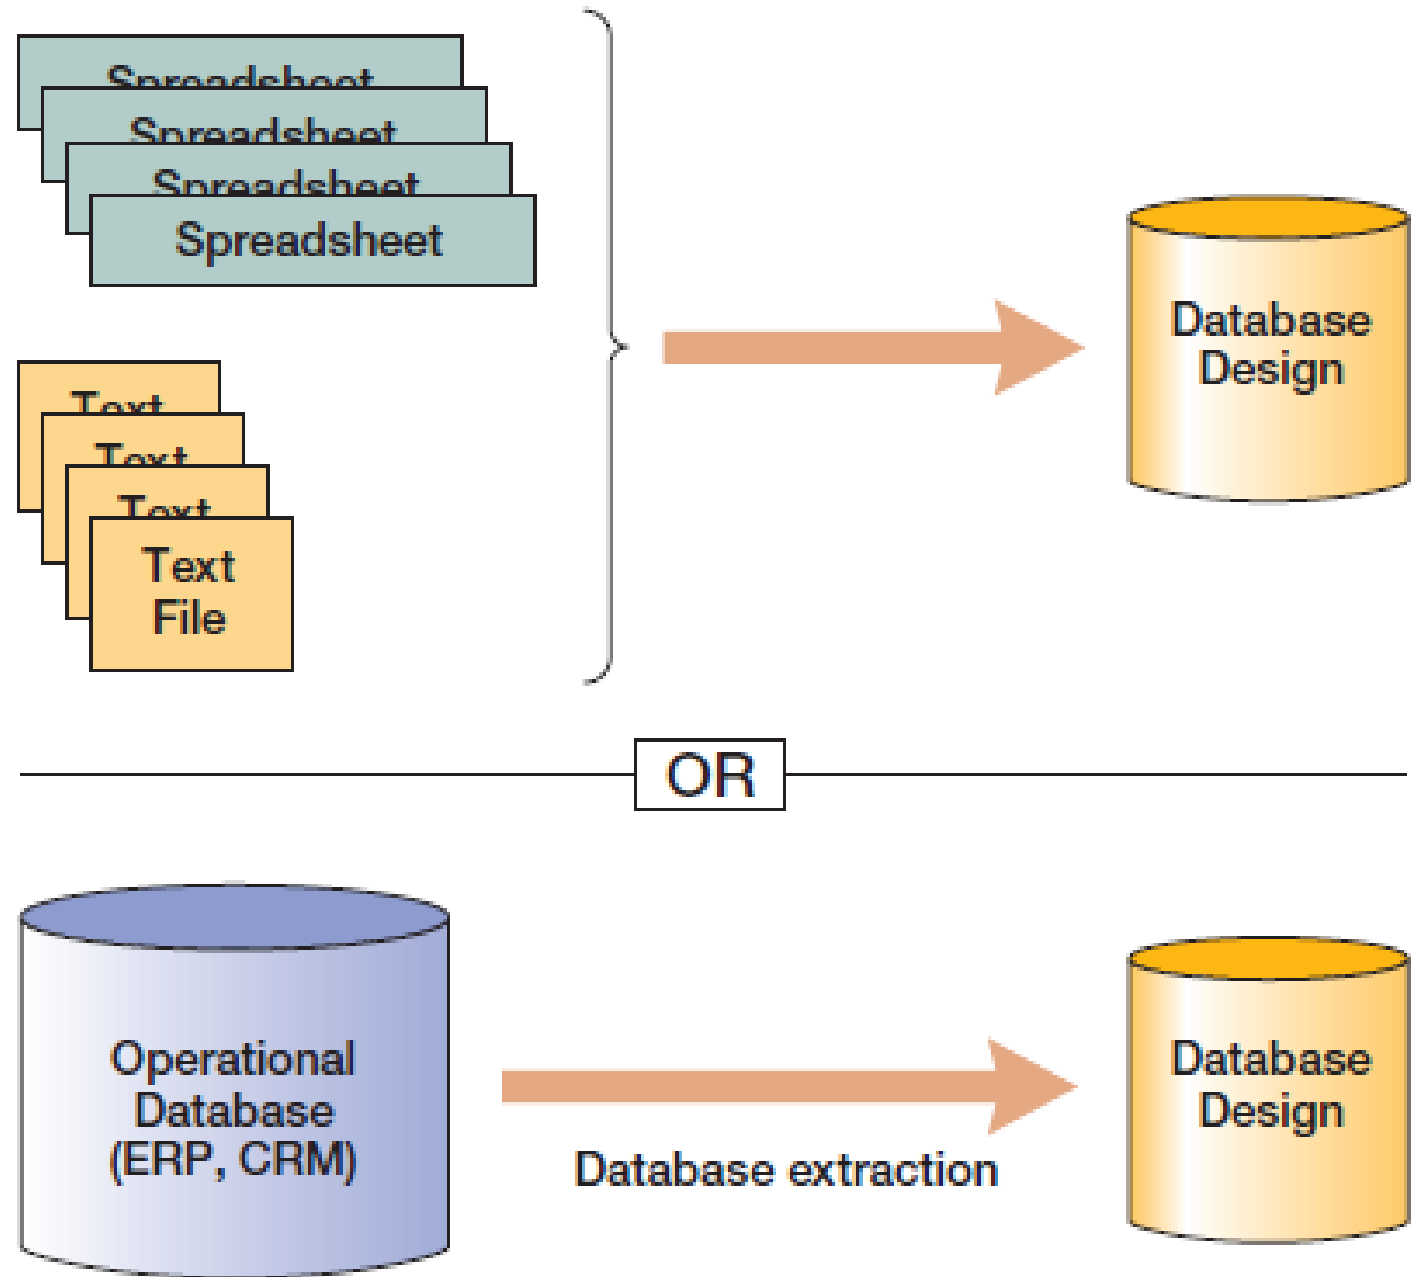 Spreadsheet
Spreadsheet
Spreadsheet
Spreadsheet
Text
Text
Text
Text
File
Database
Design
OR
Operational
Database
(ERP, CRM)
Database extraction
Database
Design